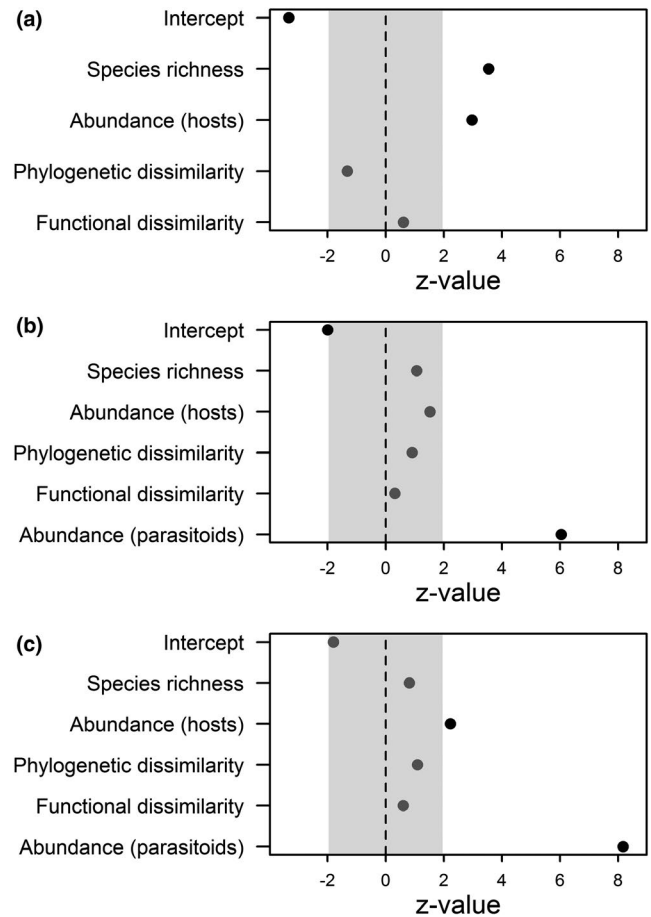 (a)
Intercept
Species richness
Abundance (hosts)
Phylogenetic dissimilarity
Functional dissimilarity
-2 0 2 4 6 8
z-value
(b)
Intercept
Species richness
Abundance (hosts)
Phylogenetic dissimilarity
Functional dissimilarity
Abundance (parasitoids)
-2 0 2 4 6 8
z-value
(c)
Intercept
Species richness
Abundance (hosts)
Phylogenetic dissimilarity
Functional dissimilarity
Abundance (parasitoids)
-2 0 2 4 6 8
z-value